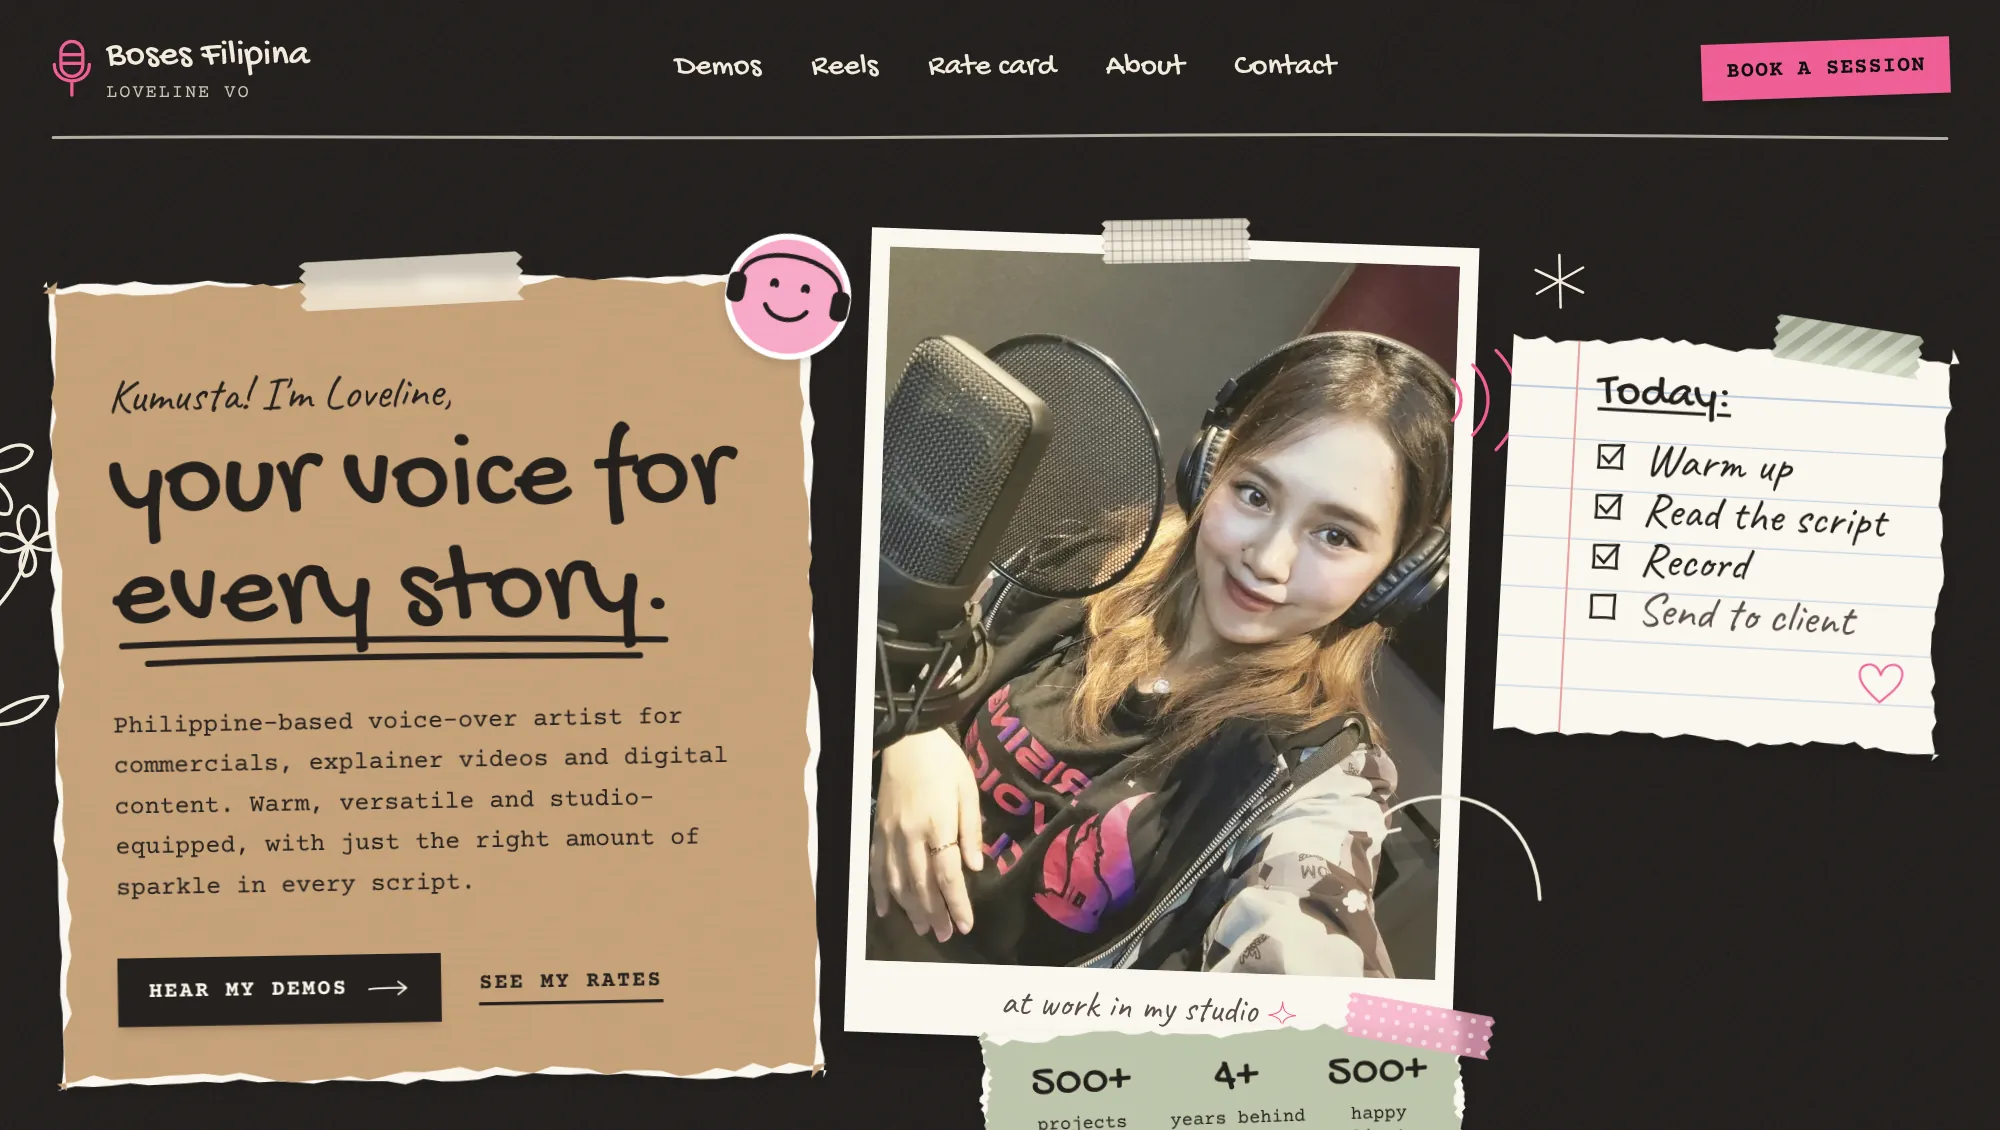 Boses Filipina
LOVELINE VO
Demos
Reels
Rate card
About
Contact
BOOK A SESSION
Kumusta! I'm Loveline,
your voice for
every story.
Philippine-based voice-over artist for
commercials, explainer videos and digital
content. Warm, versatile and studio-
equipped, with just the right amount of
sparkle in every script.
HEAR MY DEMOS
SEE MY RATES
at work in my studio
Today:
Warm up
Read the script
Record
Send to client
500+
projects
4+
years behind
500+
happy